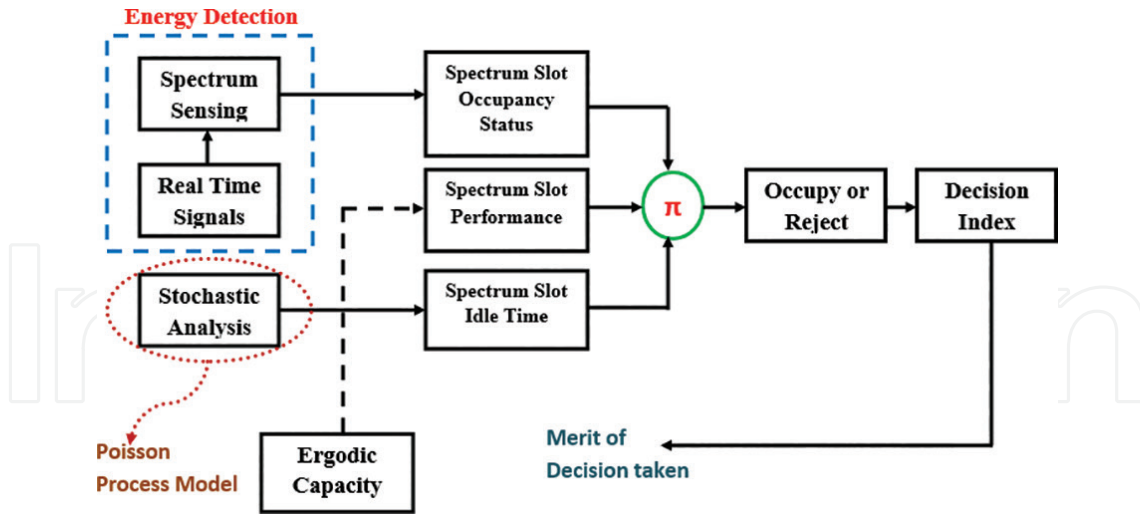 Energy Detection
Spectrum
Sensing
Real Time
Signals
Stochastic
Analysis
Poisson
Process Model
Ergodic
Capacity
Spectrum Slot
Occupancy
Status
Spectrum Slot
Performance
Spectrum Slot
Idle Time
π
Occupy or
Reject
Decision
Index
Merit of
Decision taken